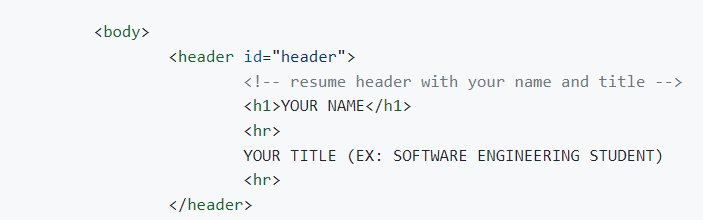 <body>
<header id="header">
<!-- resume header with your name and title -->
<h1>YOUR NAME</h1>
<hr>
YOUR TITLE (EX: SOFTWARE ENGINEERING STUDENT)
<hr>
</header>